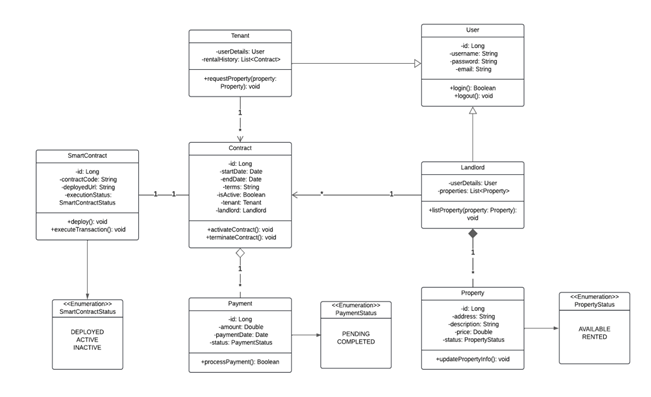 Tenant
-userDetails: User
-rentalHistory: List<Contract>
+requestProperty(property:
Property): void
User
-id: Long
-username: String
-password: String
-email: String
+login(): Boolean
+logout(): void
1
*
SmartContract
-id: Long
-contractCode: String
-deployedUrl: String
-executionStatus:
SmartContractStatus
+deploy(): void
+executeTransaction(): void
1
1
Contract
-id: Long
-startDate: Date
-endDate: Date
-terms: String
-isActive: Boolean
-tenant: Tenant
-landlord: Landlord
+activateContract(): void
+terminateContract(): void
*
1
Landlord
-userDetails: User
-properties: List<Property>
+listProperty(property: Property):
void
1
*
1
*
<<Enumeration>>
SmartContractStatus
DEPLOYED
ACTIVE
INACTIVE
Payment
-id: Long
-amount: Double
-paymentDate: Date
-status: PaymentStatus
+processPayment(): Boolean
<<Enumeration>>
PaymentStatus
PENDING
COMPLETED
Property
-id: Long
-address: String
-description: String
-price: Double
-status: PropertyStatus
+updatePropertyInfo(): void
<<Enumeration>>
PropertyStatus
AVAILABLE
RENTED